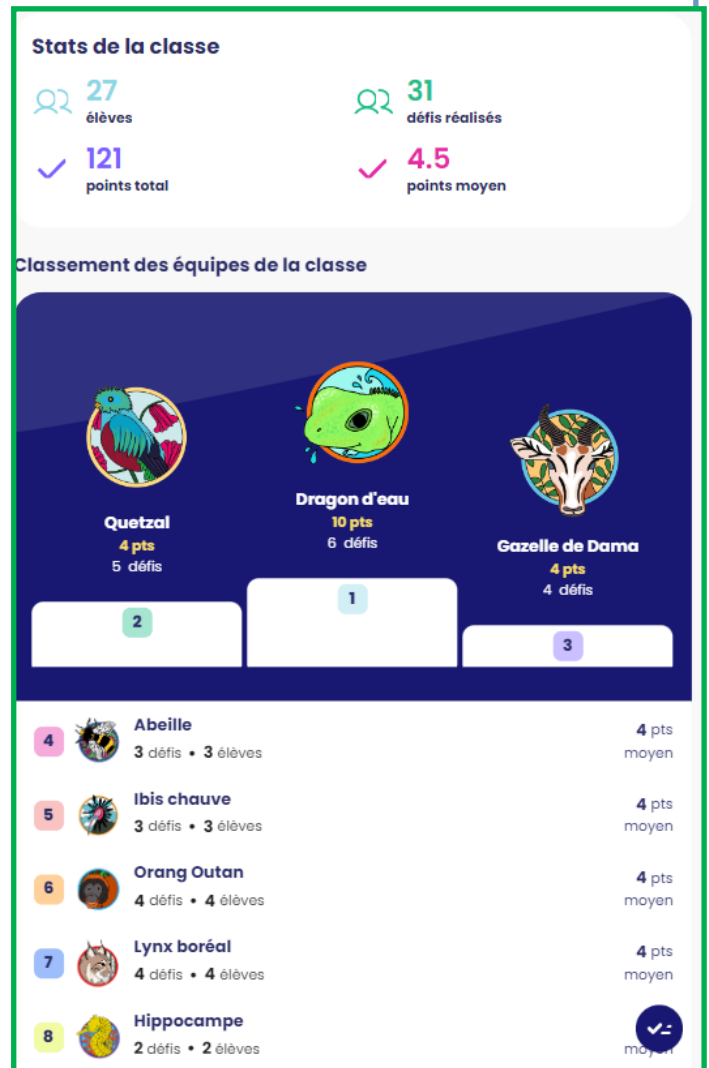 Stats de la classe
27
élèves
31
défis réalisés
121
points total
4.5
points moyen
Classement des équipes de la classe
Quetzal
4 pts
5 défis
2
Dragon d'eau
10 pts
6 défis
1
Gazelle de Dama
4 pts
4 défis
3
4
Abeille
3 défis • 3 élèves
4 pts
moyen
5
Ibis chauve
3 défis • 3 élèves
4 pts
moyen
6
Orang Outan
4 défis • 4 élèves
4 pts
moyen
7
Lynx boréal
4 défis • 4 élèves
4 pts
moyen
8
Hippocampe
2 défis • 2 élèves
moyen